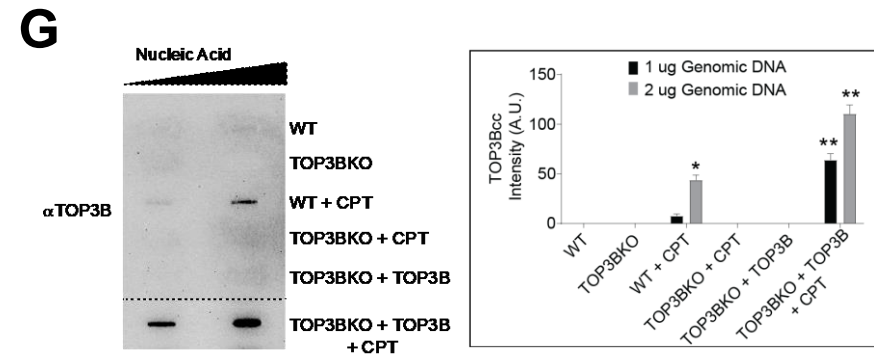 G
Nucleic Acid
αTOP3B
WT
TOP3BKO
WT + CPT
TOP3BKO + CPT
TOP3BKO + TOP3B
TOP3BKO + TOP3B
+ CPT
1 ug Genomic DNA
2 ug Genomic DNA
TOP3Bcc
Intensity (A.U.)
150
100
50
0
*
**
**
WT
TOP3BKO
WT + CPT
TOP3BKO + CPT
TOP3BKO + TOP3B
TOP3BKO + TOP3B
+ CPT